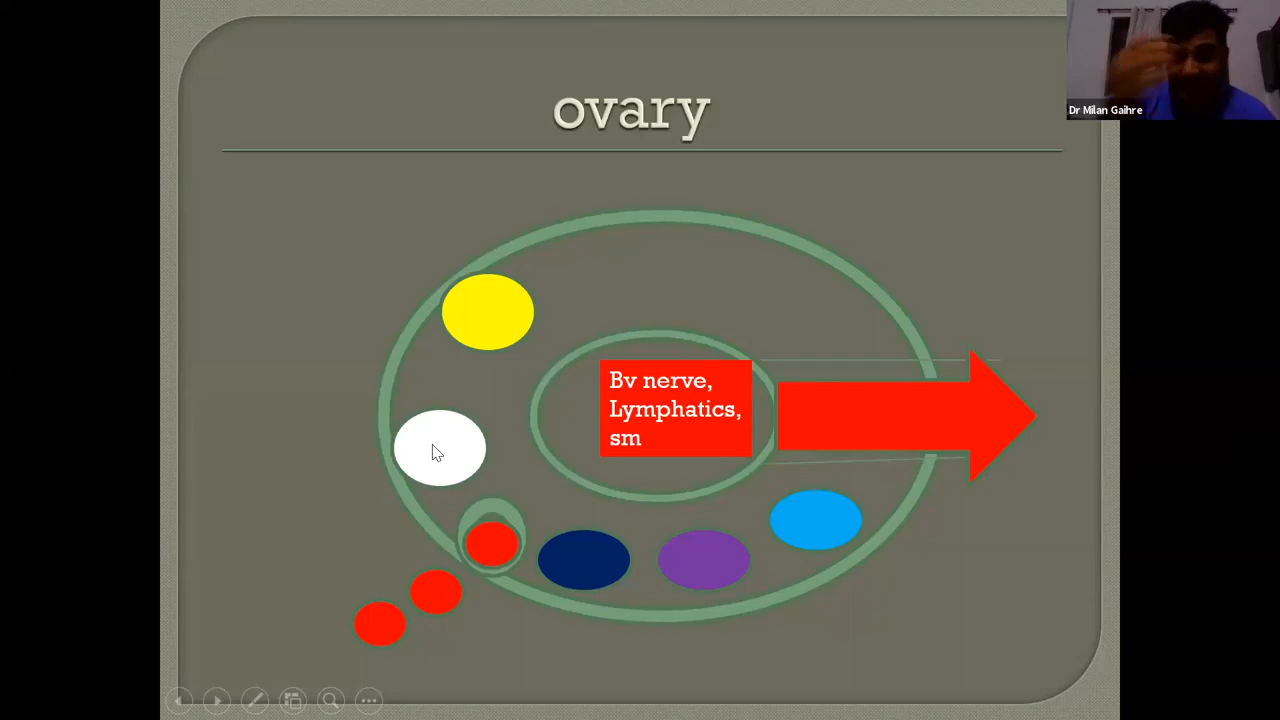 ovary
Dr Milan Gaihre
Bv nerve,
Lymphatics,
sm